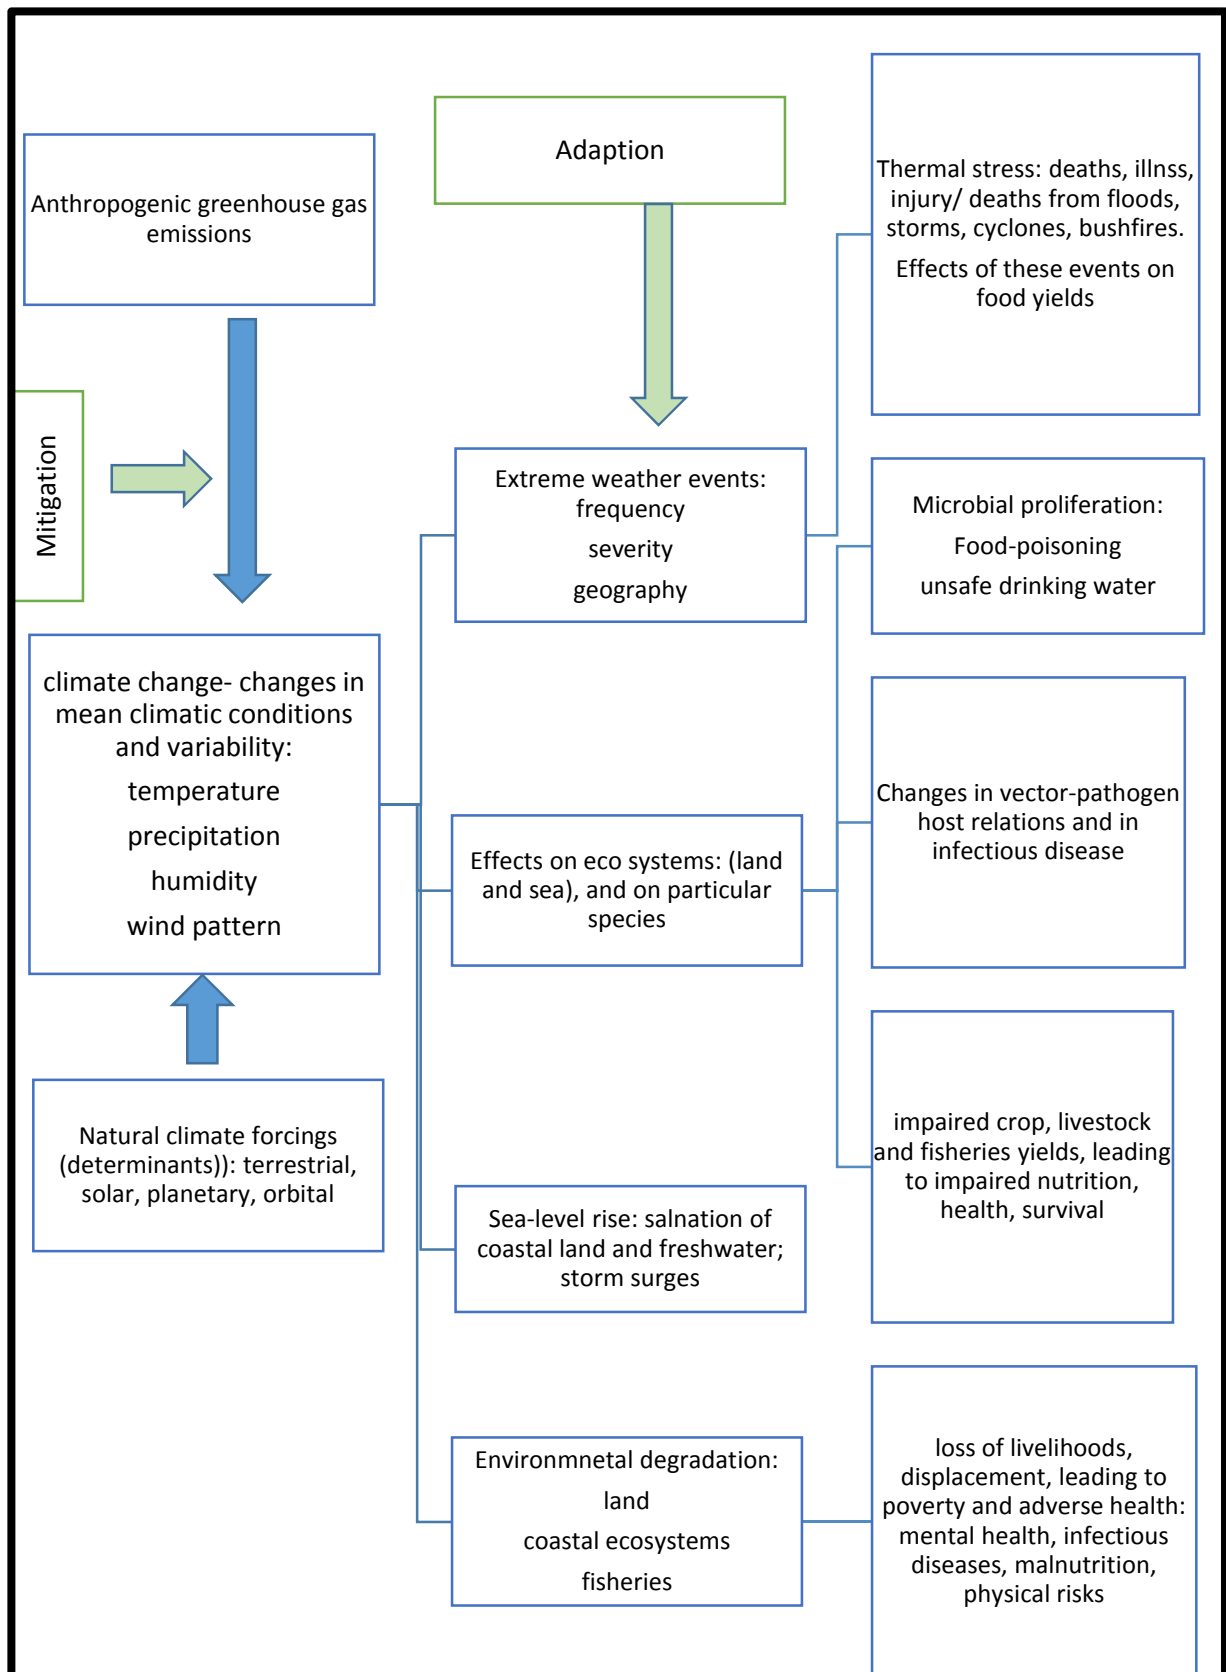 Anthropogenic greenhouse gas
emissions
Mitigation
climate change- changes in
mean climatic conditions
and variability:
temperature
precipitation
humidity
wind pattern
Natural climate forcings
(determinants)): terrestrial,
solar, planetary, orbital
Adaption
Extreme weather events:
frequency
severity
geography
Effects on eco systems: (land
and sea), and on particular
species
Sea-level rise: salnation of
coastal land and freshwater;
storm surges
Environmnetal degradation:
land
coastal ecosystems
fisheries
Thermal stress: deaths, illnss,
injury/ deaths from floods,
storms, cyclones, bushfires.
Effects of these events on
food yields
Microbial proliferation:
Food-poisoning
unsafe drinking water
Changes in vector-pathogen
host relations and in
infectious disease
impaired crop, livestock
and fisheries yields, leading
to impaired nutrition,
health, survival
loss of livelihoods,
displacement, leading to
poverty and adverse health:
mental health, infectious
diseases, malnutrition,
physical risks